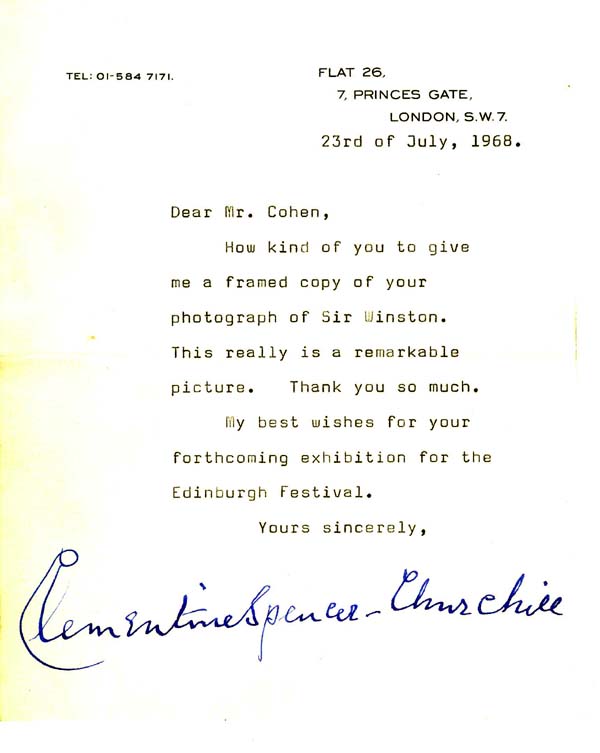 TEL: 01-584 7171.
FLAT 26,
7, PRINCES GATE,
LONDON, S.W.7.
23rd of July, 1968.
Dear Mr. Cohen,
How kind of you to give
me a framed copy of your
photograph of Sir Winston.
This really is a remarkable
picture. Thank you so much.
My best wishes for your
forthcoming exhibition for the
Edinburgh Festival.
Yours sincerely,
Clementine Spencer-Churchill